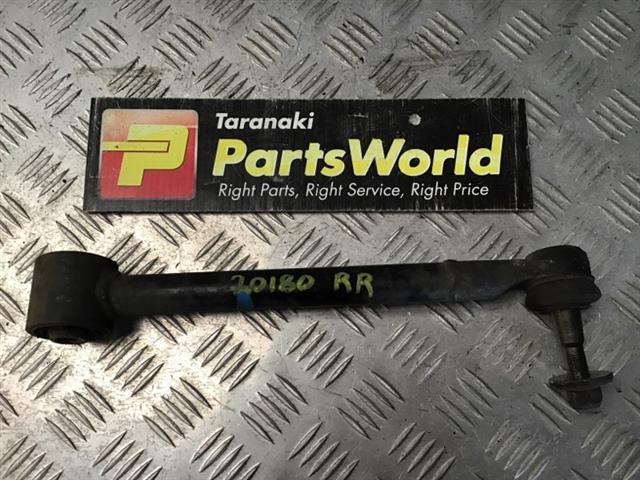 P
Taranaki
PartsWorld
Right Parts, Right Service, Right Price
20180 RR